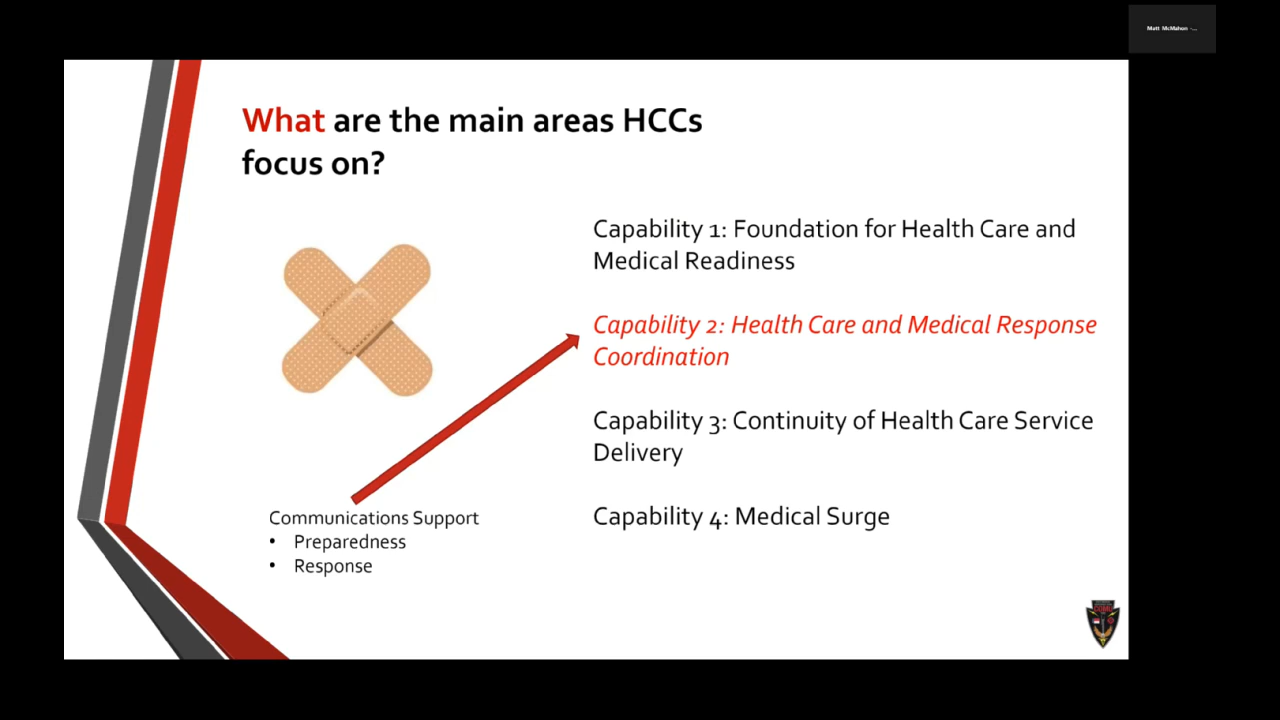 Matt McMahon -...
What are the main areas HCCs
focus on?
Capability 1: Foundation for Health Care and
Medical Readiness
Capability 2: Health Care and Medical Response
Coordination
Capability 3: Continuity of Health Care Service
Delivery
Capability 4: Medical Surge
Communications Support
• Preparedness
• Response